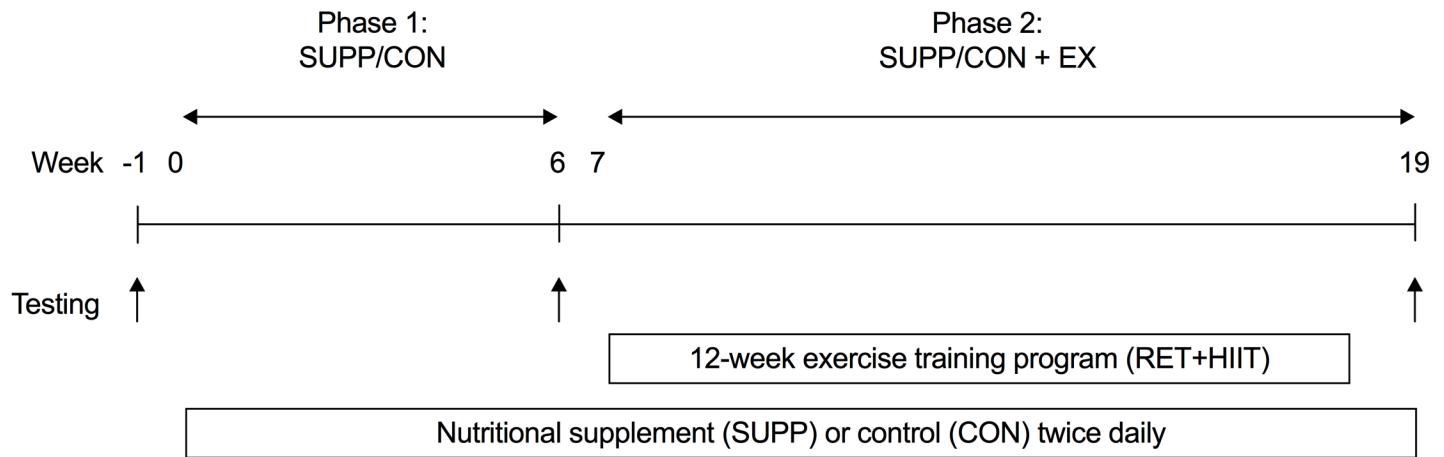 Phase 1:
SUPP/CON
Phase 2:
SUPP/CON + EX
Week -1 0 6 7 19
Testing
12-week exercise training program (RET+HIIT)
Nutritional supplement (SUPP) or control (CON) twice daily